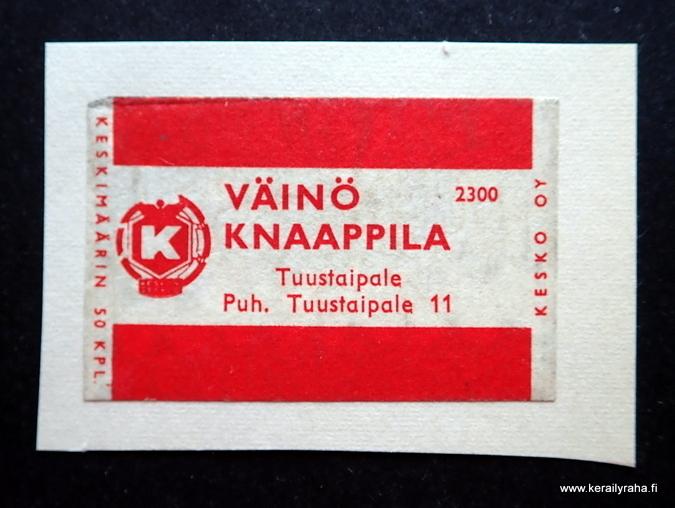 KESKIMÄÄRIN 50 KPL.
K
VÄINÖ
KNAAPPILA
2300
Tuustaipale
Puh. Tuustaipale 11
KESKO OY
www.kerailyraha.fi